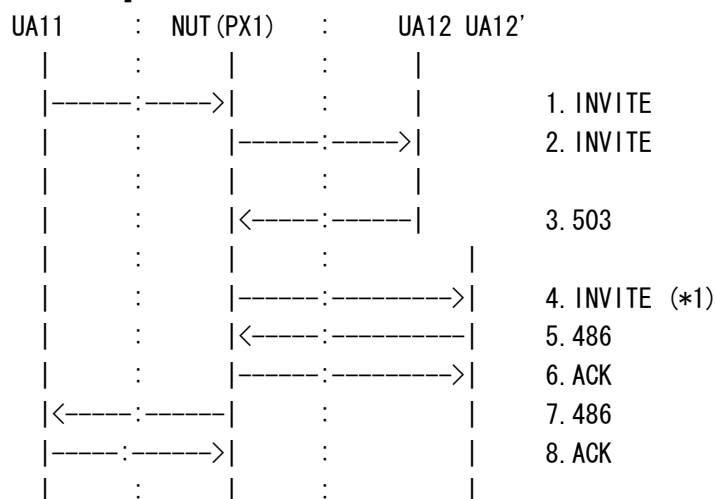 UA11 : NUT(PX1) : UA12 UA12'
| : | : |
|------:----->| : | 1. INVITE
| : |------:----->| 2. INVITE
| : | : |
| : |<-----:------| 3. 503
| : | : |
| : |------:--------->| 4. INVITE (*1)
| : |<-----:----------| 5. 486
| : |------:--------->| 6. ACK
|<-----:------| : | 7. 486
|-----:------>| : | 8. ACK
| : | : |